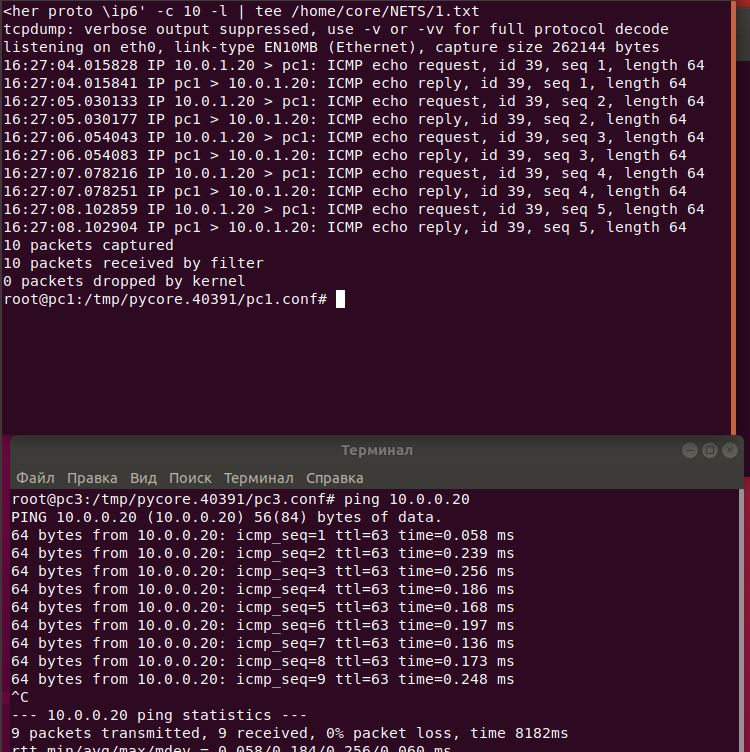 <her proto \ip6' -c 10 -l | tee /home/core/NETS/1.txt
tcpdump: verbose output suppressed, use -v or -vv for full protocol decode
listening on eth0, link-type EN10MB (Ethernet), capture size 262144 bytes
16:27:04.015828 IP 10.0.1.20 > pc1: ICMP echo request, id 39, seq 1, length 64
16:27:04.015841 IP pc1 > 10.0.1.20: ICMP echo reply, id 39, seq 1, length 64
16:27:05.030133 IP 10.0.1.20 > pc1: ICMP echo request, id 39, seq 2, length 64
16:27:05.030177 IP pc1 > 10.0.1.20: ICMP echo reply, id 39, seq 2, length 64
16:27:06.054043 IP 10.0.1.20 > pc1: ICMP echo request, id 39, seq 3, length 64
16:27:06.054083 IP pc1 > 10.0.1.20: ICMP echo reply, id 39, seq 3, length 64
16:27:07.078216 IP 10.0.1.20 > pc1: ICMP echo request, id 39, seq 4, length 64
16:27:07.078251 IP pc1 > 10.0.1.20: ICMP echo reply, id 39, seq 4, length 64
16:27:08.102859 IP 10.0.1.20 > pc1: ICMP echo request, id 39, seq 5, length 64
16:27:08.102904 IP pc1 > 10.0.1.20: ICMP echo reply, id 39, seq 5, length 64
10 packets captured
10 packets received by filter
0 packets dropped by kernel
root@pc1:/tmp/pycore.40391/pc1.conf#
Терминал
Файл Правка Вид Поиск Терминал Справка
root@pc3:/tmp/pycore.40391/pc3.conf# ping 10.0.0.20
PING 10.0.0.20 (10.0.0.20) 56(84) bytes of data.
64 bytes from 10.0.0.20: icmp_seq=1 ttl=63 time=0.058 ms
64 bytes from 10.0.0.20: icmp_seq=2 ttl=63 time=0.239 ms
64 bytes from 10.0.0.20: icmp_seq=3 ttl=63 time=0.256 ms
64 bytes from 10.0.0.20: icmp_seq=4 ttl=63 time=0.186 ms
64 bytes from 10.0.0.20: icmp_seq=5 ttl=63 time=0.168 ms
64 bytes from 10.0.0.20: icmp_seq=6 ttl=63 time=0.197 ms
64 bytes from 10.0.0.20: icmp_seq=7 ttl=63 time=0.136 ms
64 bytes from 10.0.0.20: icmp_seq=8 ttl=63 time=0.173 ms
64 bytes from 10.0.0.20: icmp_seq=9 ttl=63 time=0.248 ms
^C
--- 10.0.0.20 ping statistics ---
9 packets transmitted, 9 received, 0% packet loss, time 8182ms
rtt min/avg/max/mdev = 0.058/0.184/0.256/0.060 ms